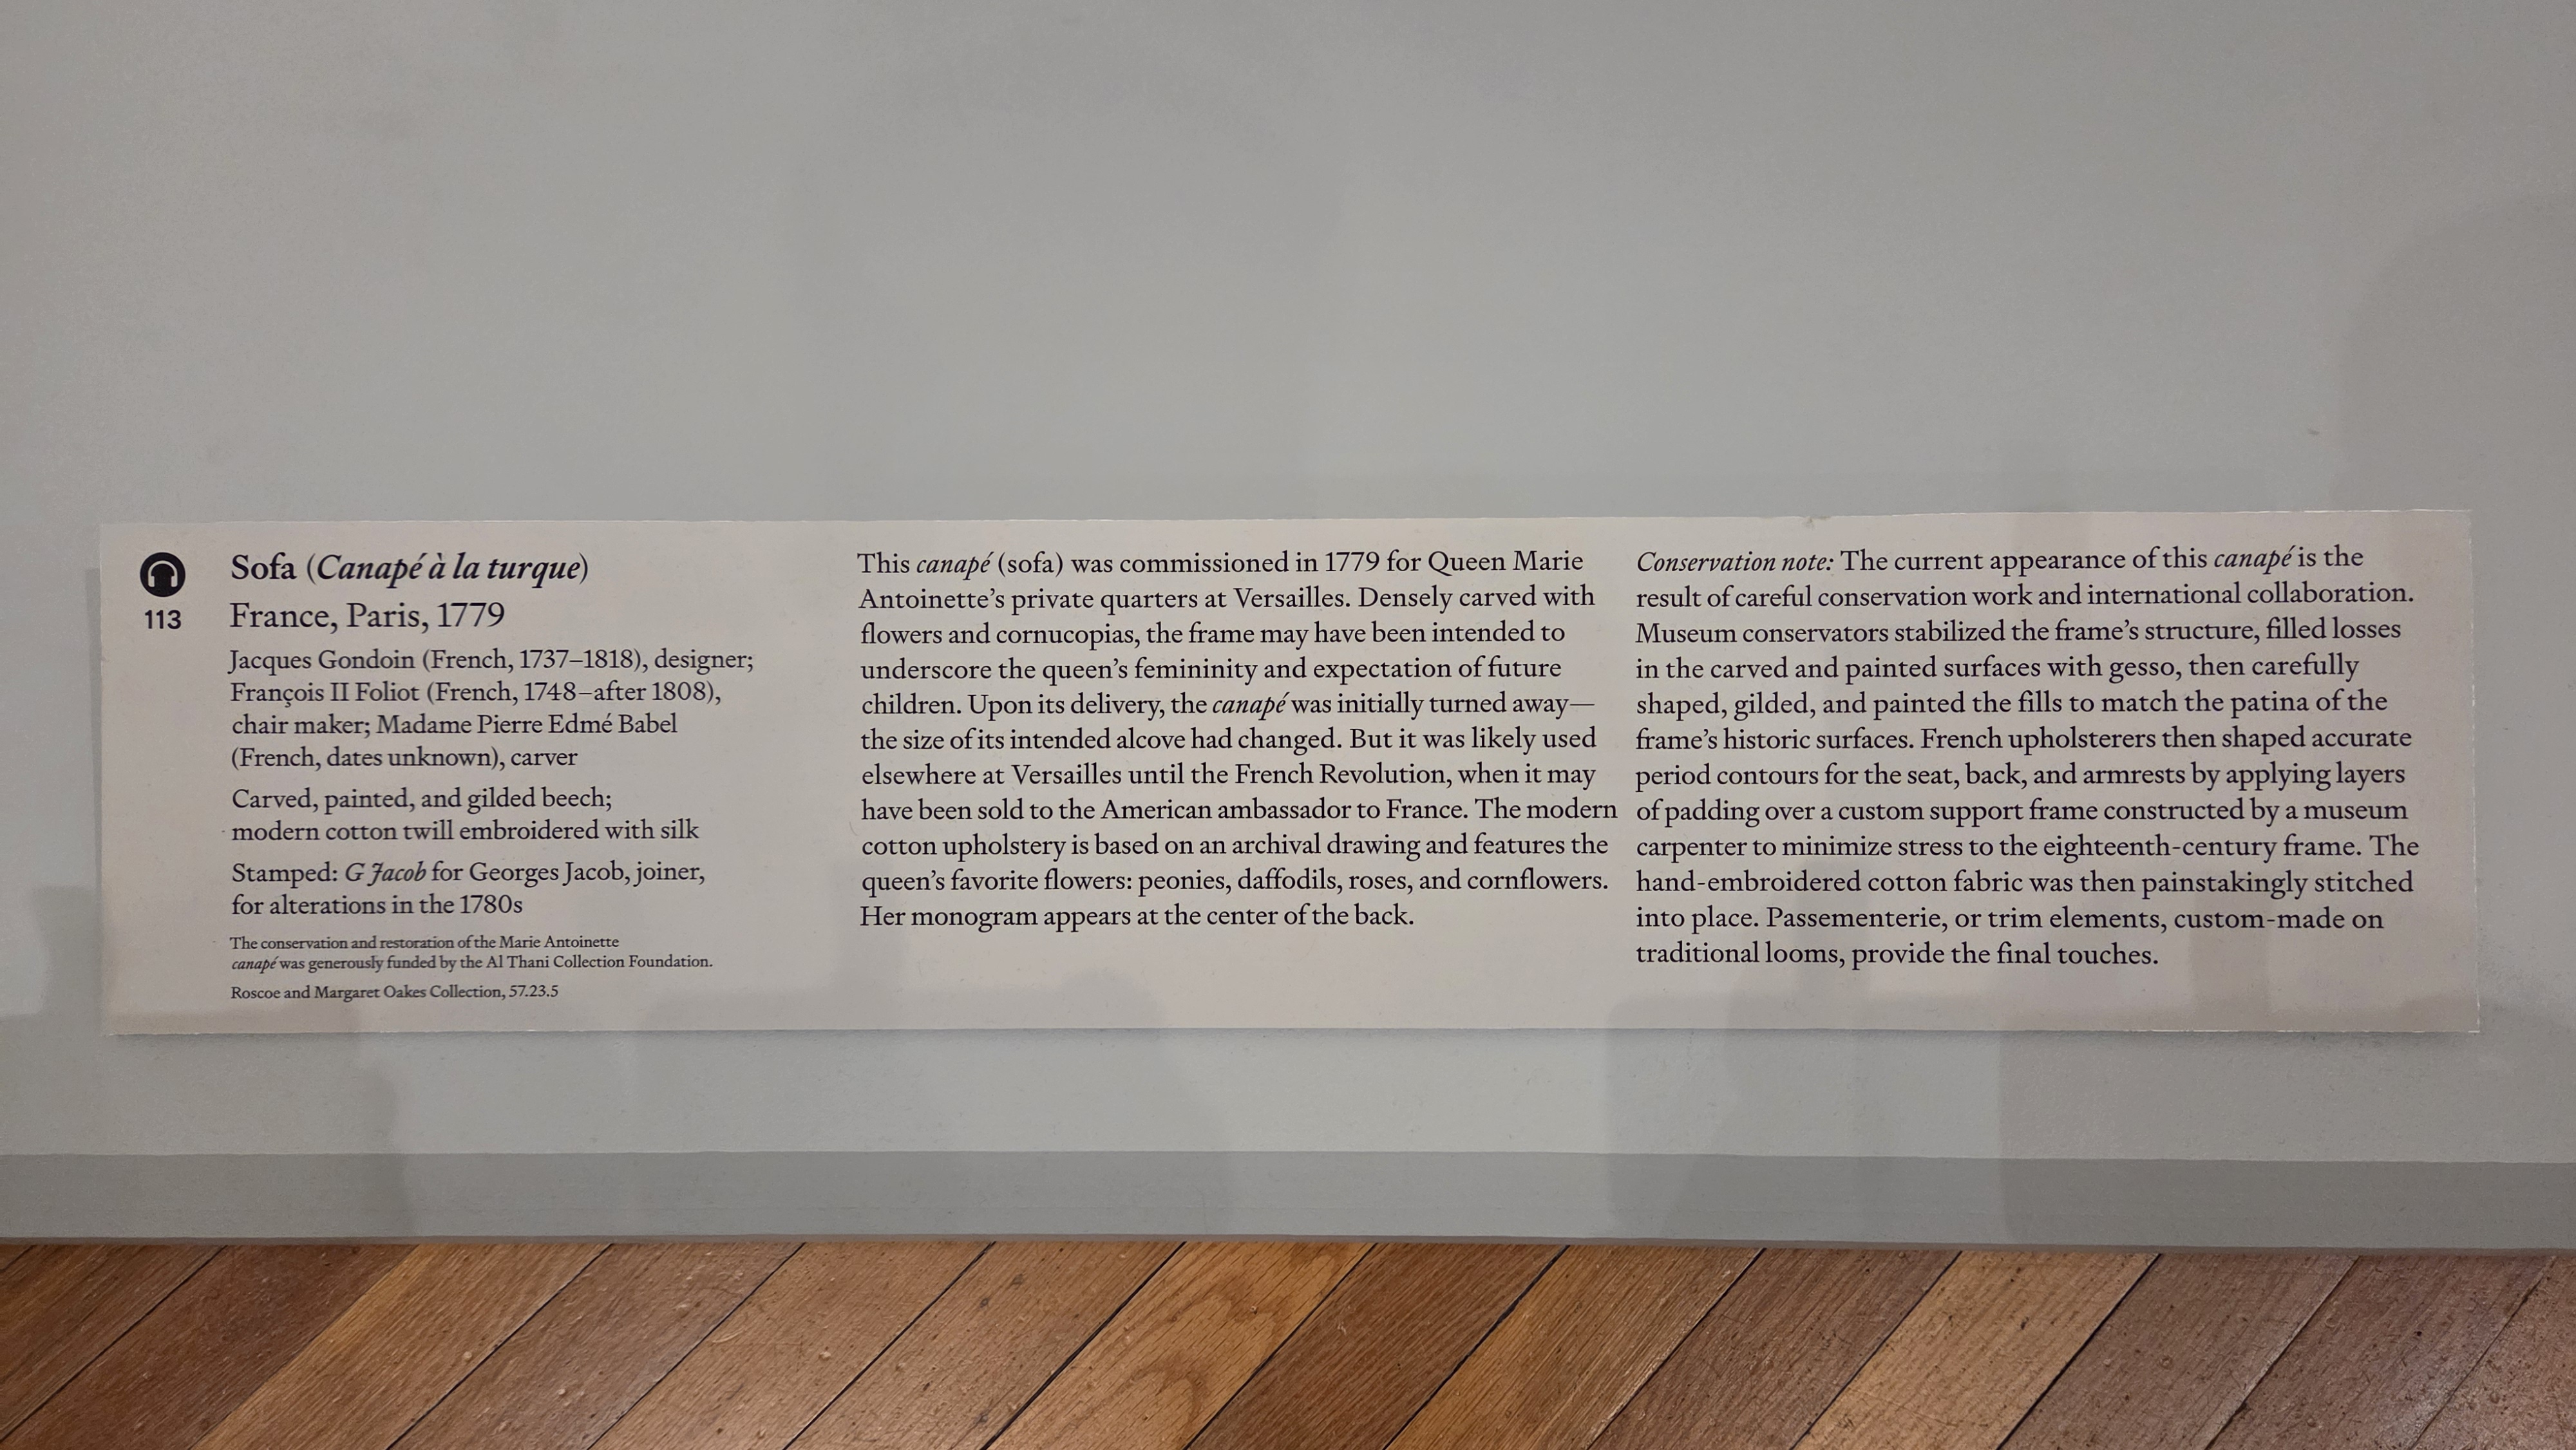 113
Sofa (Canapé à la turque)
France, Paris, 1779
Jacques Gondoin (French, 1737–1818), designer;
François II Foliot (French, 1748–after 1808),
chair maker; Madame Pierre Edmé Babel
(French, dates unknown), carver
Carved, painted, and gilded beech;
modern cotton twill embroidered with silk
Stamped: G Jacob for Georges Jacob, joiner,
for alterations in the 1780s
The conservation and restoration of the Marie Antoinette
canapé was generously funded by the Al Thani Collection Foundation.
Roscoe and Margaret Oakes Collection, 57.23.5
This canapé (sofa) was commissioned in 1779 for Queen Marie
Antoinette’s private quarters at Versailles. Densely carved with
flowers and cornucopias, the frame may have been intended to
underscore the queen’s femininity and expectation of future
children. Upon its delivery, the canapé was initially turned away—
the size of its intended alcove had changed. But it was likely used
elsewhere at Versailles until the French Revolution, when it may
have been sold to the American ambassador to France. The modern
cotton upholstery is based on an archival drawing and features the
queen’s favorite flowers: peonies, daffodils, roses, and cornflowers.
Her monogram appears at the center of the back.
Conservation note: The current appearance of this canapé is the
result of careful conservation work and international collaboration.
Museum conservators stabilized the frame’s structure, filled losses
in the carved and painted surfaces with gesso, then carefully
shaped, gilded, and painted the fills to match the patina of the
frame’s historic surfaces. French upholsterers then shaped accurate
period contours for the seat, back, and armrests by applying layers
of padding over a custom support frame constructed by a museum
carpenter to minimize stress to the eighteenth-century frame. The
hand-embroidered cotton fabric was then painstakingly stitched
into place. Passementerie, or trim elements, custom-made on
traditional looms, provide the final touches.